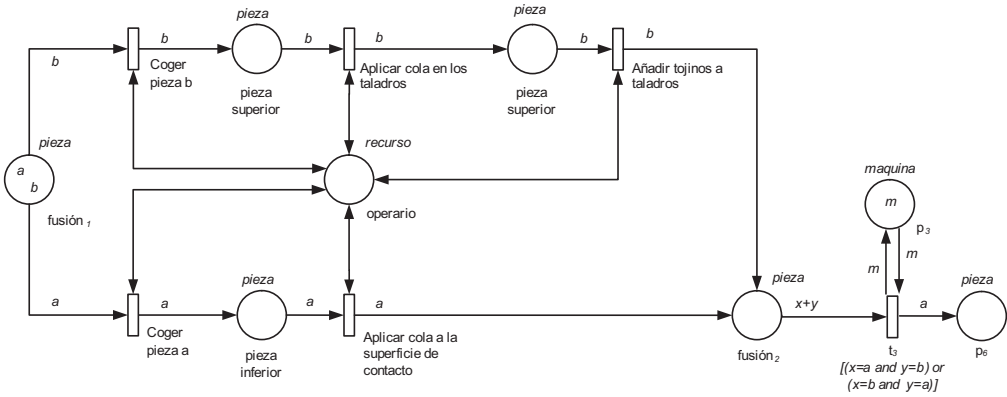 pieza
pieza
b
b
b
b
b
b
Coger
pieza b
pieza
superior
Aplicar cola en los
taladros
pieza
superior
Añadir tojinos a
taladros
pieza
a
b
fusión 1
recurso
operario
maquina
m
p3
m
m
pieza
a
a
a
a
Coger
pieza a
pieza
inferior
Aplicar cola a la
superficie de
contacto
pieza
x+y
fusión2
t3
[(x=a and y=b) or
(x=b and y=a)]
a
pieza
p6